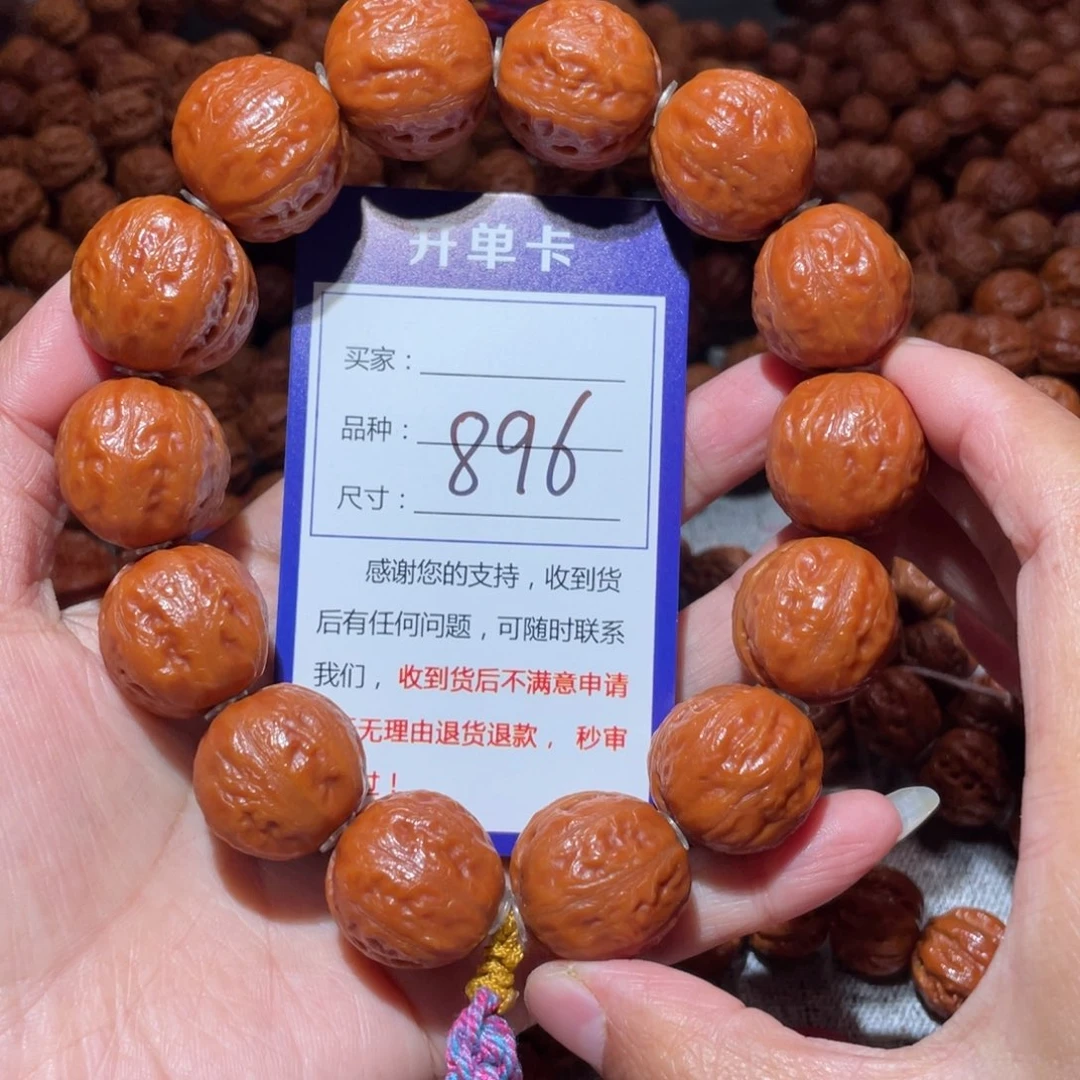 升单卡
买家：
品种：
896
尺寸：
感谢您的支持，收到货
后有任何问题，可随时联系
我们，收到货后不满意申请
无理由退货退款，秒审
过！